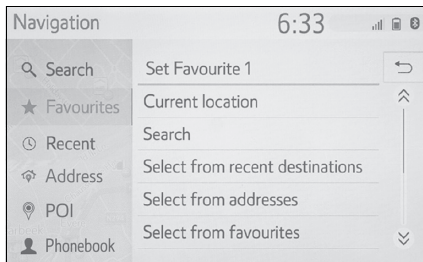 Navigation
6:33
Search
Favourites
Recent
Address
POI
Phonebook
Set Favourite 1
Current location
Search
Select from recent destinations
Select from addresses
Select from favourites